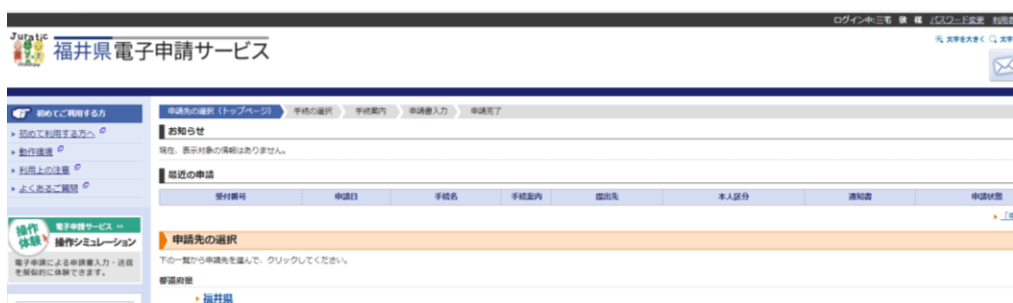 ログイン中:三宅 様 パスワード変更 利用
Juratic
福井県電子申請サービス
文字を大きく 文字
初めてご利用する方
初めて利用する方へ
動作環境
利用上の注意
よくあるご質問
電子申請サービス
操作体験 操作シミュレーション
電子申請による申請書入力・送信
を疑似的に体験できます。
申請先の選択(トップページ) 手続の選択 手続案内 申請書入力 申請完了
お知らせ
現在、表示対象の情報はありません。
最近の申請
受付番号 申請日 手続名 手続案内 提出先 本人区分 通知書 申請状態
申請先の選択
下の一覧から申請先を選んで、クリックしてください。
都道府県
福井県